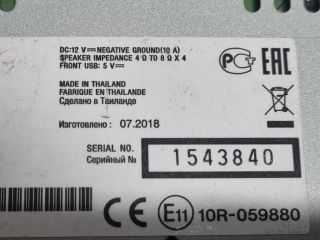 DC:12 V⎓NEGATIVE GROUND(10 A)
SPEAKER IMPEDANCE 4 Ω TO 8 Ω X 4
FRONT USB: 5 V⎓
MADE IN THAILAND
FABRIQUE EN THAILANDE
Сделано в Таиланде
Изготовлено : 07.2018
SERIAL NO.
Серийный №
1543840
PG EAC
CE E11 10R-059880